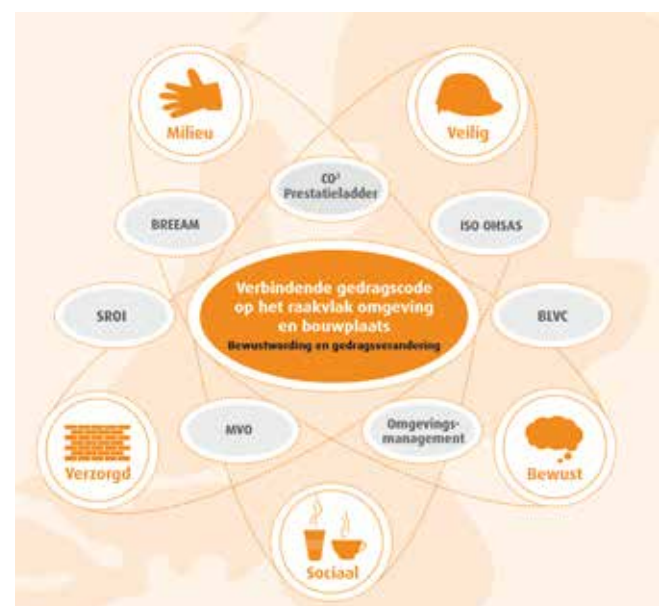 Milieu
Veilig
CO²
Prestatieladder
BREEAM
ISO OHSAS
Verbindende gedragscode
op het raakvlak omgeving
en bouwplaats
Bewustwording en gedragsverandering
SROI
BLVC
MVO
Omgevings-
management
Verzorgd
Bewust
Sociaal